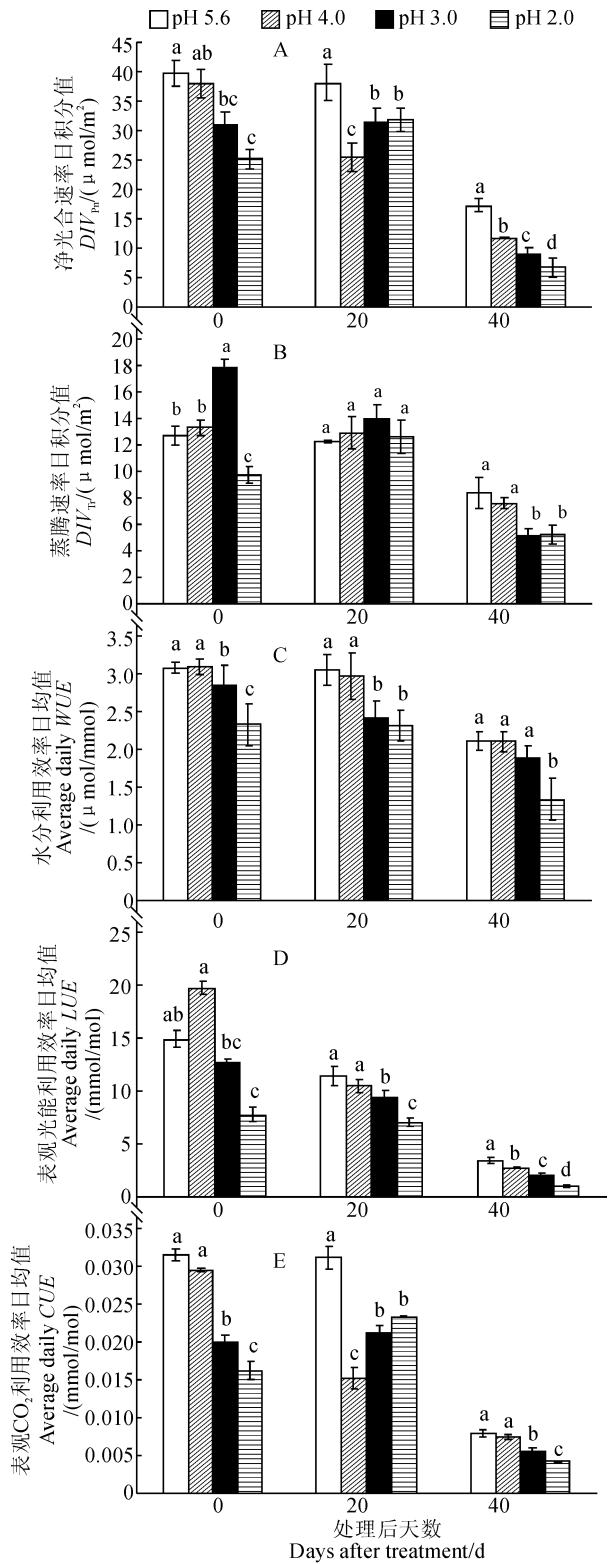 pH 5.6 pH 4.0 pH 3.0 pH 2.0
A
净光合速率日积分值
DIVPn/(μ mol/m²)
45
40
35
30
25
20
15
10
5
0
a ab bc c
a c b b
a b c d
0 20 40
B
蒸腾速率日积分值
DIVTr/(μ mol/m²)
20
18
16
14
12
10
8
6
4
2
0
b b a c
a a a a
a a b b
0 20 40
C
水分利用效率日均值
Average daily WUE
/(μ mol/mmol)
3.5
3.0
2.5
2.0
1.5
1.0
0.5
0
a a b c
a a b b
a a a b
0 20 40
D
表观光能利用效率日均值
Average daily LUE
/(mmol/mol)
25
20
15
10
5
0
ab a bc c
a a b c
a b c d
0 20 40
E
表观CO₂利用效率日均值
Average daily CUE
/(mmol/mol)
0.035
0.030
0.025
0.020
0.015
0.010
0.005
0
a a b c
a c b b
a a b c
0 20 40
处理后天数
Days after treatment/d